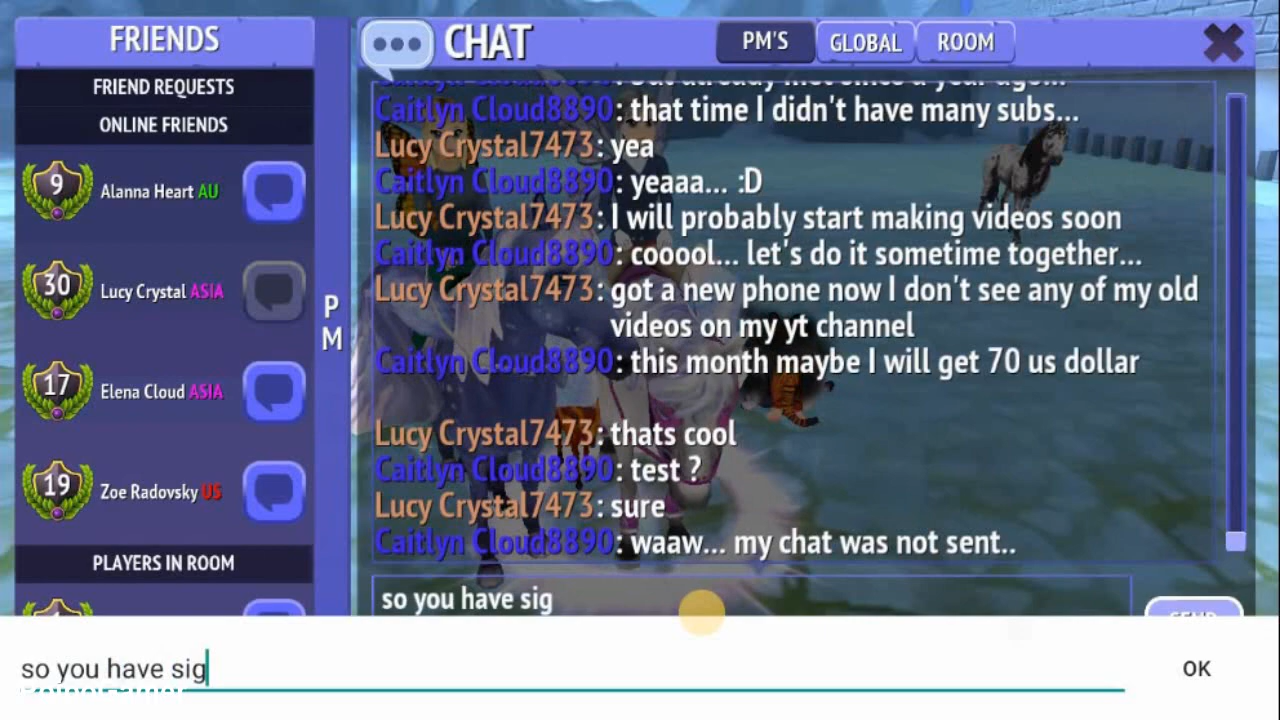 FRIENDS
FRIEND REQUESTS
ONLINE FRIENDS
9 Alanna Heart AU
30 Lucy Crystal ASIA
17 Elena Cloud ASIA
19 Zoe Radovsky US
PLAYERS IN ROOM
P
M
CHAT
PM'S GLOBAL ROOM
Caitlyn Cloud8890: that time I didn't have many subs...
Lucy Crystal7473: yea
Caitlyn Cloud8890: yeaaa... :D
Lucy Crystal7473: I will probably start making videos soon
Caitlyn Cloud8890: cooool... let's do it sometime together...
Lucy Crystal7473: got a new phone now I don't see any of my old
videos on my yt channel
Caitlyn Cloud8890: this month maybe I will get 70 us dollar
Lucy Crystal7473: thats cool
Caitlyn Cloud8890: test ?
Lucy Crystal7473: sure
Caitlyn Cloud8890: waaw... my chat was not sent..
so you have sig
SEND
so you have sig
OK